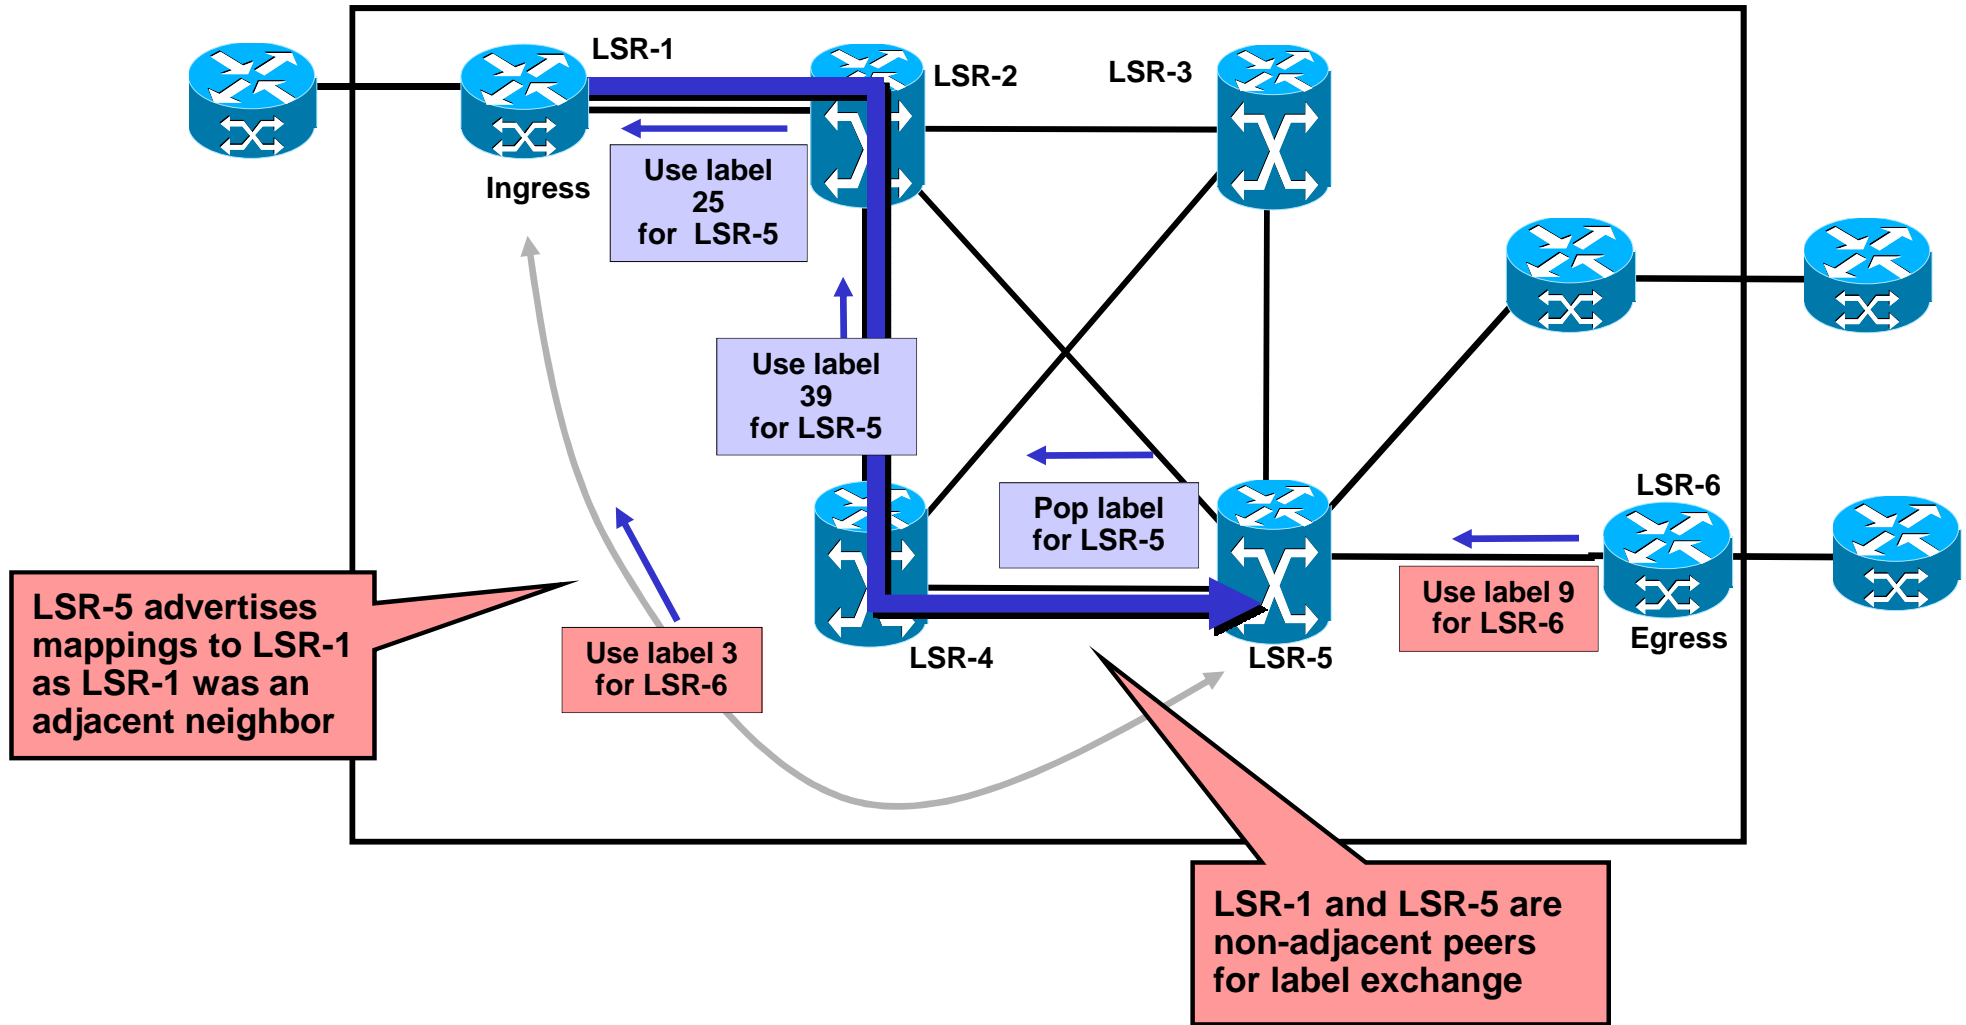 LSR-1
LSR-2
LSR-3
Ingress
Use label
25
for LSR-5
Use label
39
for LSR-5
Pop label
for LSR-5
LSR-6
Use label 9
for LSR-6
Egress
LSR-4
LSR-5
Use label 3
for LSR-6
LSR-5 advertises
mappings to LSR-1
as LSR-1 was an
adjacent neighbor
LSR-1 and LSR-5 are
non-adjacent peers
for label exchange